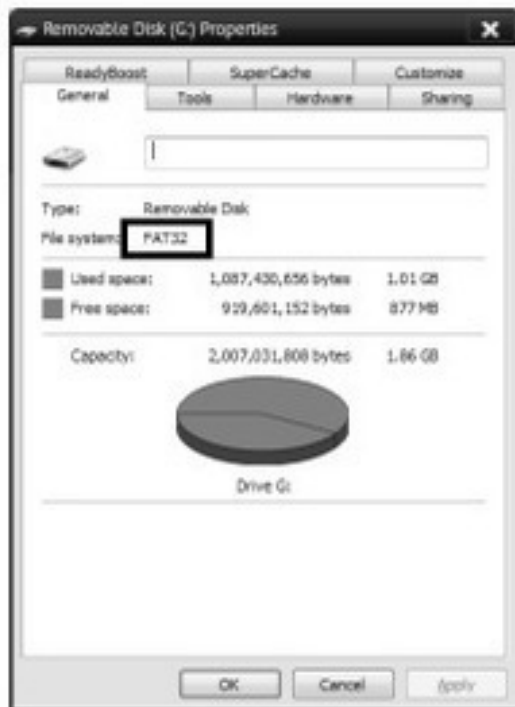 Removable Disk (G:) Properties
ReadyBoost SuperCache Customize
General Tools Hardware Sharing
Type: Removable Disk
File system: FAT32
Used space: 1,087,430,656 bytes 1.01 GB
Free space: 919,601,152 bytes 877 MB
Capacity: 2,007,031,808 bytes 1.86 GB
Drive G:
OK Cancel Apply